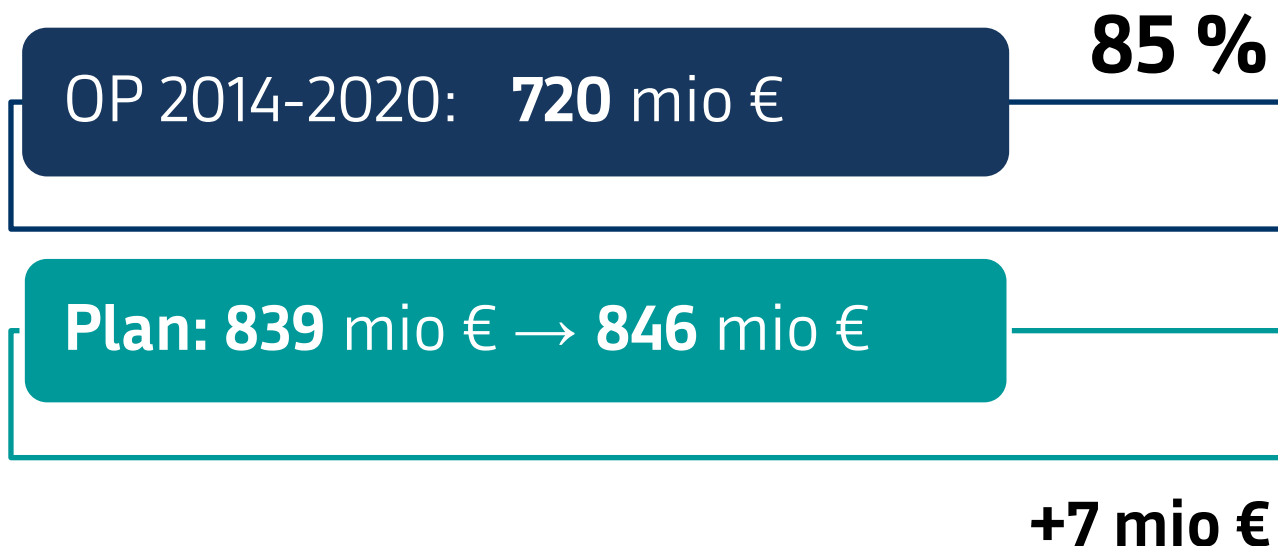 85 %
OP 2014-2020: 720 mio €
Plan: 839 mio € → 846 mio €
+7 mio €